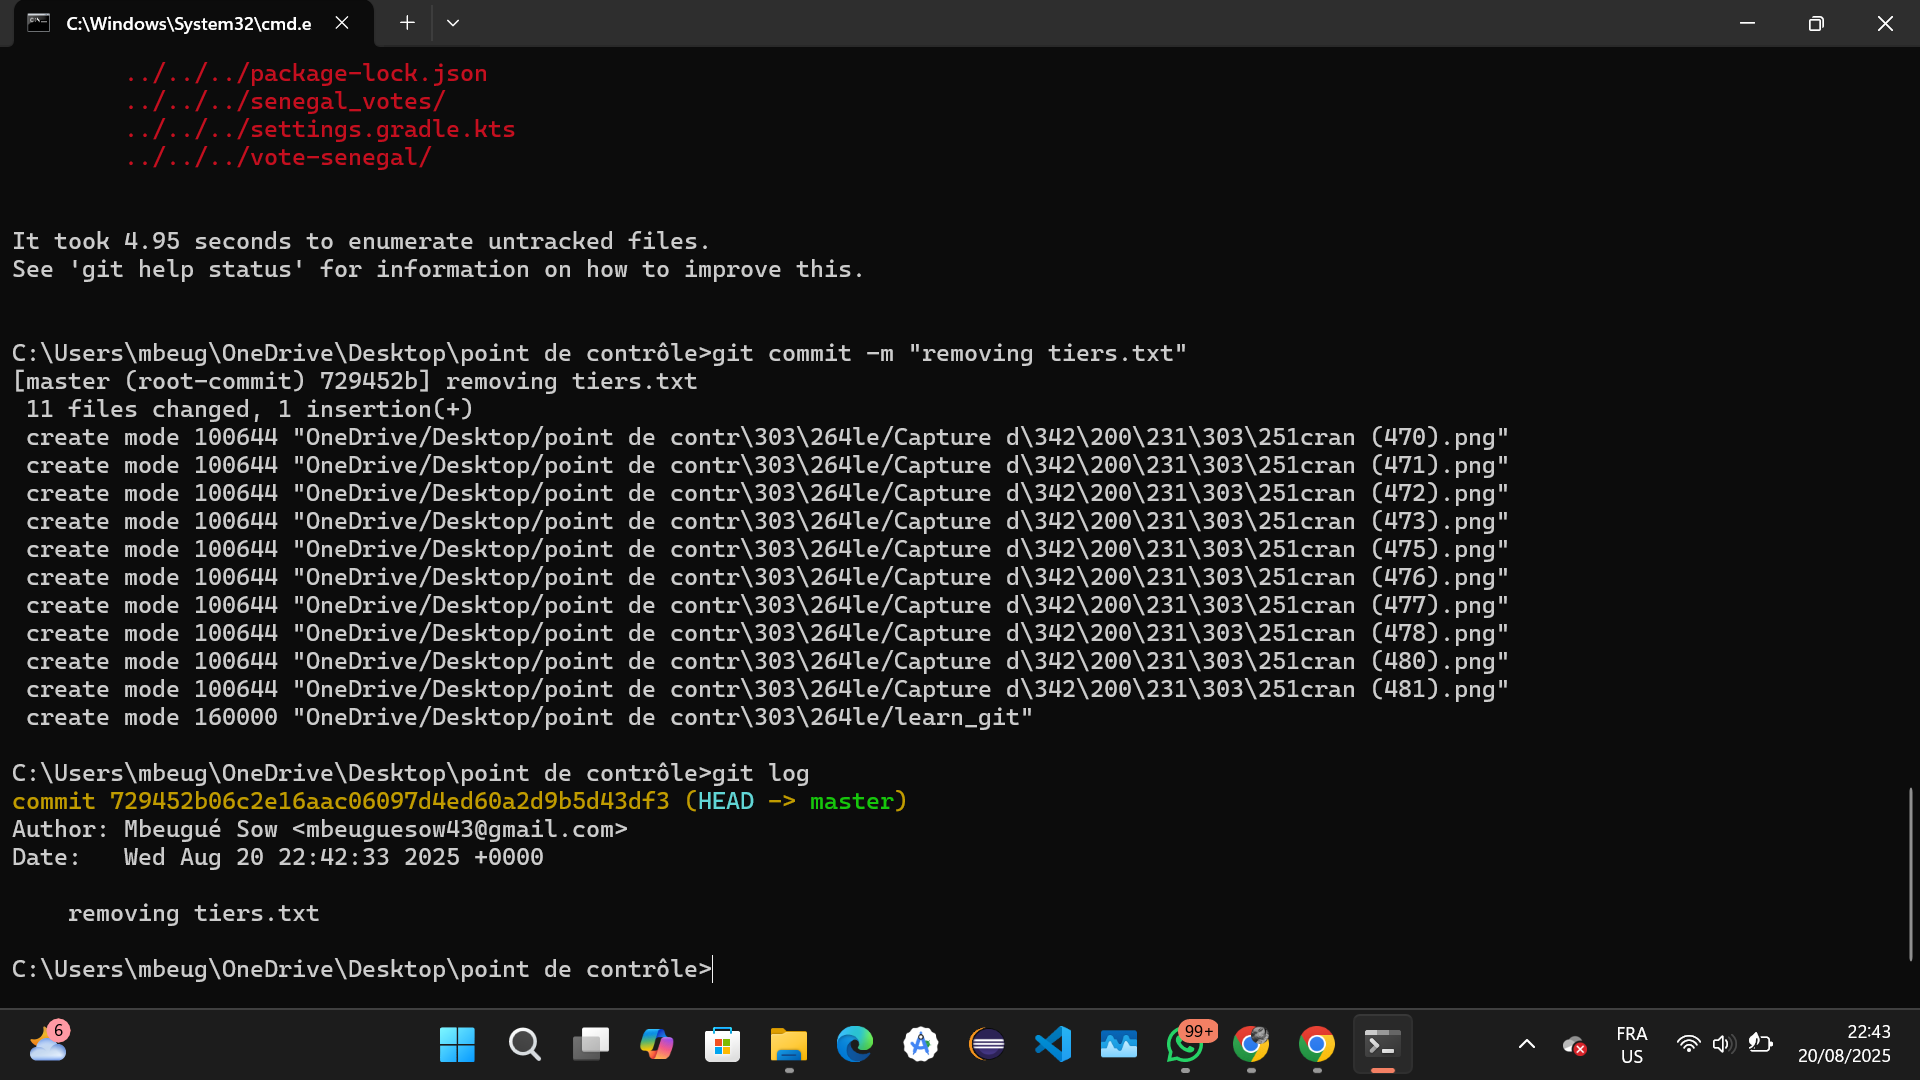 C:\Windows\System32\cmd.e
../../../package-lock.json
../../../senegal_votes/
../../../settings.gradle.kts
../../../vote-senegal/
It took 4.95 seconds to enumerate untracked files.
See 'git help status' for information on how to improve this.
C:\Users\mbeug\OneDrive\Desktop\point de contrôle>git commit -m "removing tiers.txt"
[master (root-commit) 729452b] removing tiers.txt
11 files changed, 1 insertion(+)
create mode 100644 "OneDrive/Desktop/point de contr\303\264le/Capture d\342\200\231\303\251cran (470).png"
create mode 100644 "OneDrive/Desktop/point de contr\303\264le/Capture d\342\200\231\303\251cran (471).png"
create mode 100644 "OneDrive/Desktop/point de contr\303\264le/Capture d\342\200\231\303\251cran (472).png"
create mode 100644 "OneDrive/Desktop/point de contr\303\264le/Capture d\342\200\231\303\251cran (473).png"
create mode 100644 "OneDrive/Desktop/point de contr\303\264le/Capture d\342\200\231\303\251cran (475).png"
create mode 100644 "OneDrive/Desktop/point de contr\303\264le/Capture d\342\200\231\303\251cran (476).png"
create mode 100644 "OneDrive/Desktop/point de contr\303\264le/Capture d\342\200\231\303\251cran (477).png"
create mode 100644 "OneDrive/Desktop/point de contr\303\264le/Capture d\342\200\231\303\251cran (478).png"
create mode 100644 "OneDrive/Desktop/point de contr\303\264le/Capture d\342\200\231\303\251cran (480).png"
create mode 100644 "OneDrive/Desktop/point de contr\303\264le/Capture d\342\200\231\303\251cran (481).png"
create mode 160000 "OneDrive/Desktop/point de contr\303\264le/learn_git"
C:\Users\mbeug\OneDrive\Desktop\point de contrôle>git log
commit 729452b06c2e16aac06097d4ed60a2d9b5d43df3 (HEAD -> master)
Author: Mbeugué Sow <mbeuguesow43@gmail.com>
Date:   Wed Aug 20 22:42:33 2025 +0000
removing tiers.txt
C:\Users\mbeug\OneDrive\Desktop\point de contrôle>
6
99+
FRA
US
22:43
20/08/2025